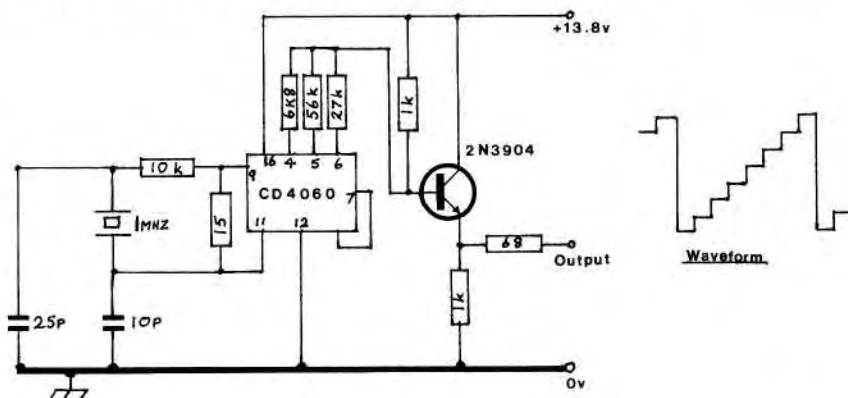 +13.8v
6K8
56k
27k
1k
2N3904
16 4 5 6
10k
9
CD4060
7
1MHZ
15
11 12
68
Output
Waveform
1k
25P
10P
0v